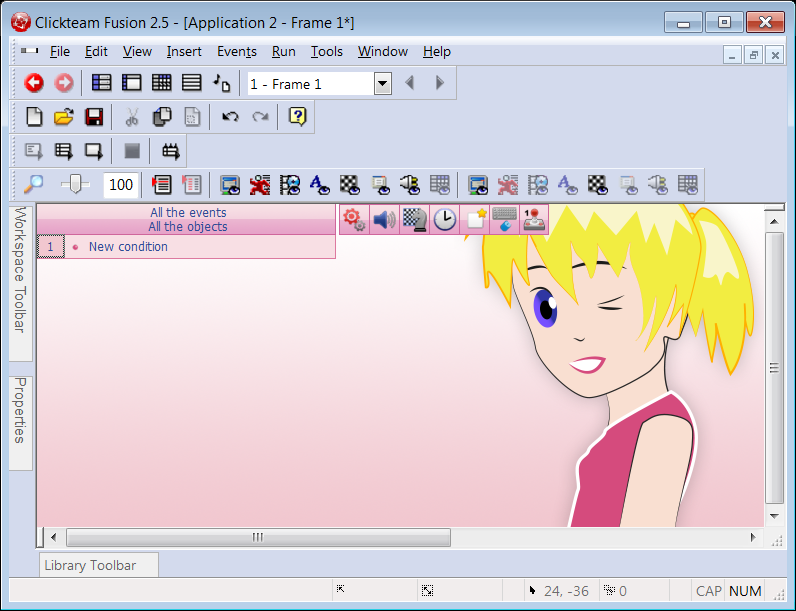 Clickteam Fusion 2.5 - [Application 2 - Frame 1*]
File Edit View Insert Events Run Tools Window Help
1 - Frame 1
100
All the events
All the objects
1 New condition
Workspace Toolbar
Properties
Library Toolbar
24, -36 0 CAP NUM